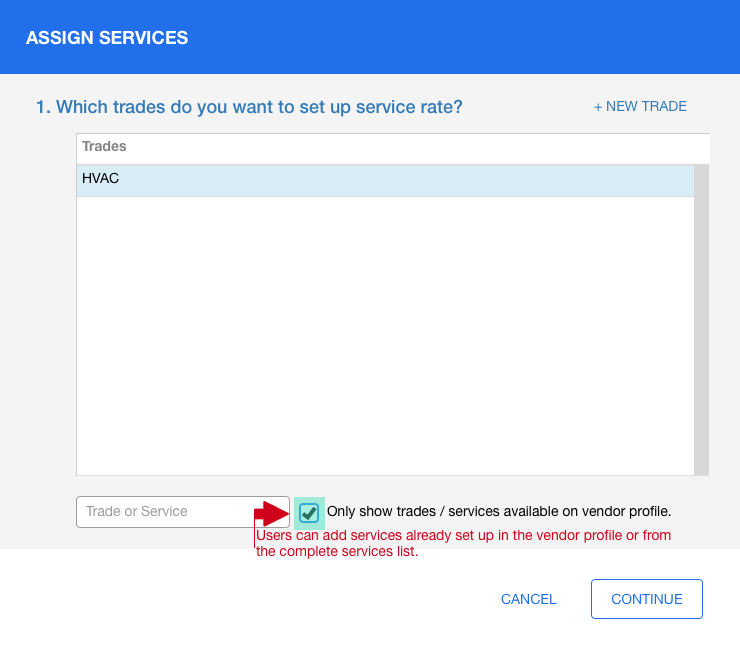 ASSIGN SERVICES
1. Which trades do you want to set up service rate?
+ NEW TRADE
Trades
HVAC
Trade or Service
Only show trades / services available on vendor profile.
Users can add services already set up in the vendor profile or from
the complete services list.
CANCEL
CONTINUE